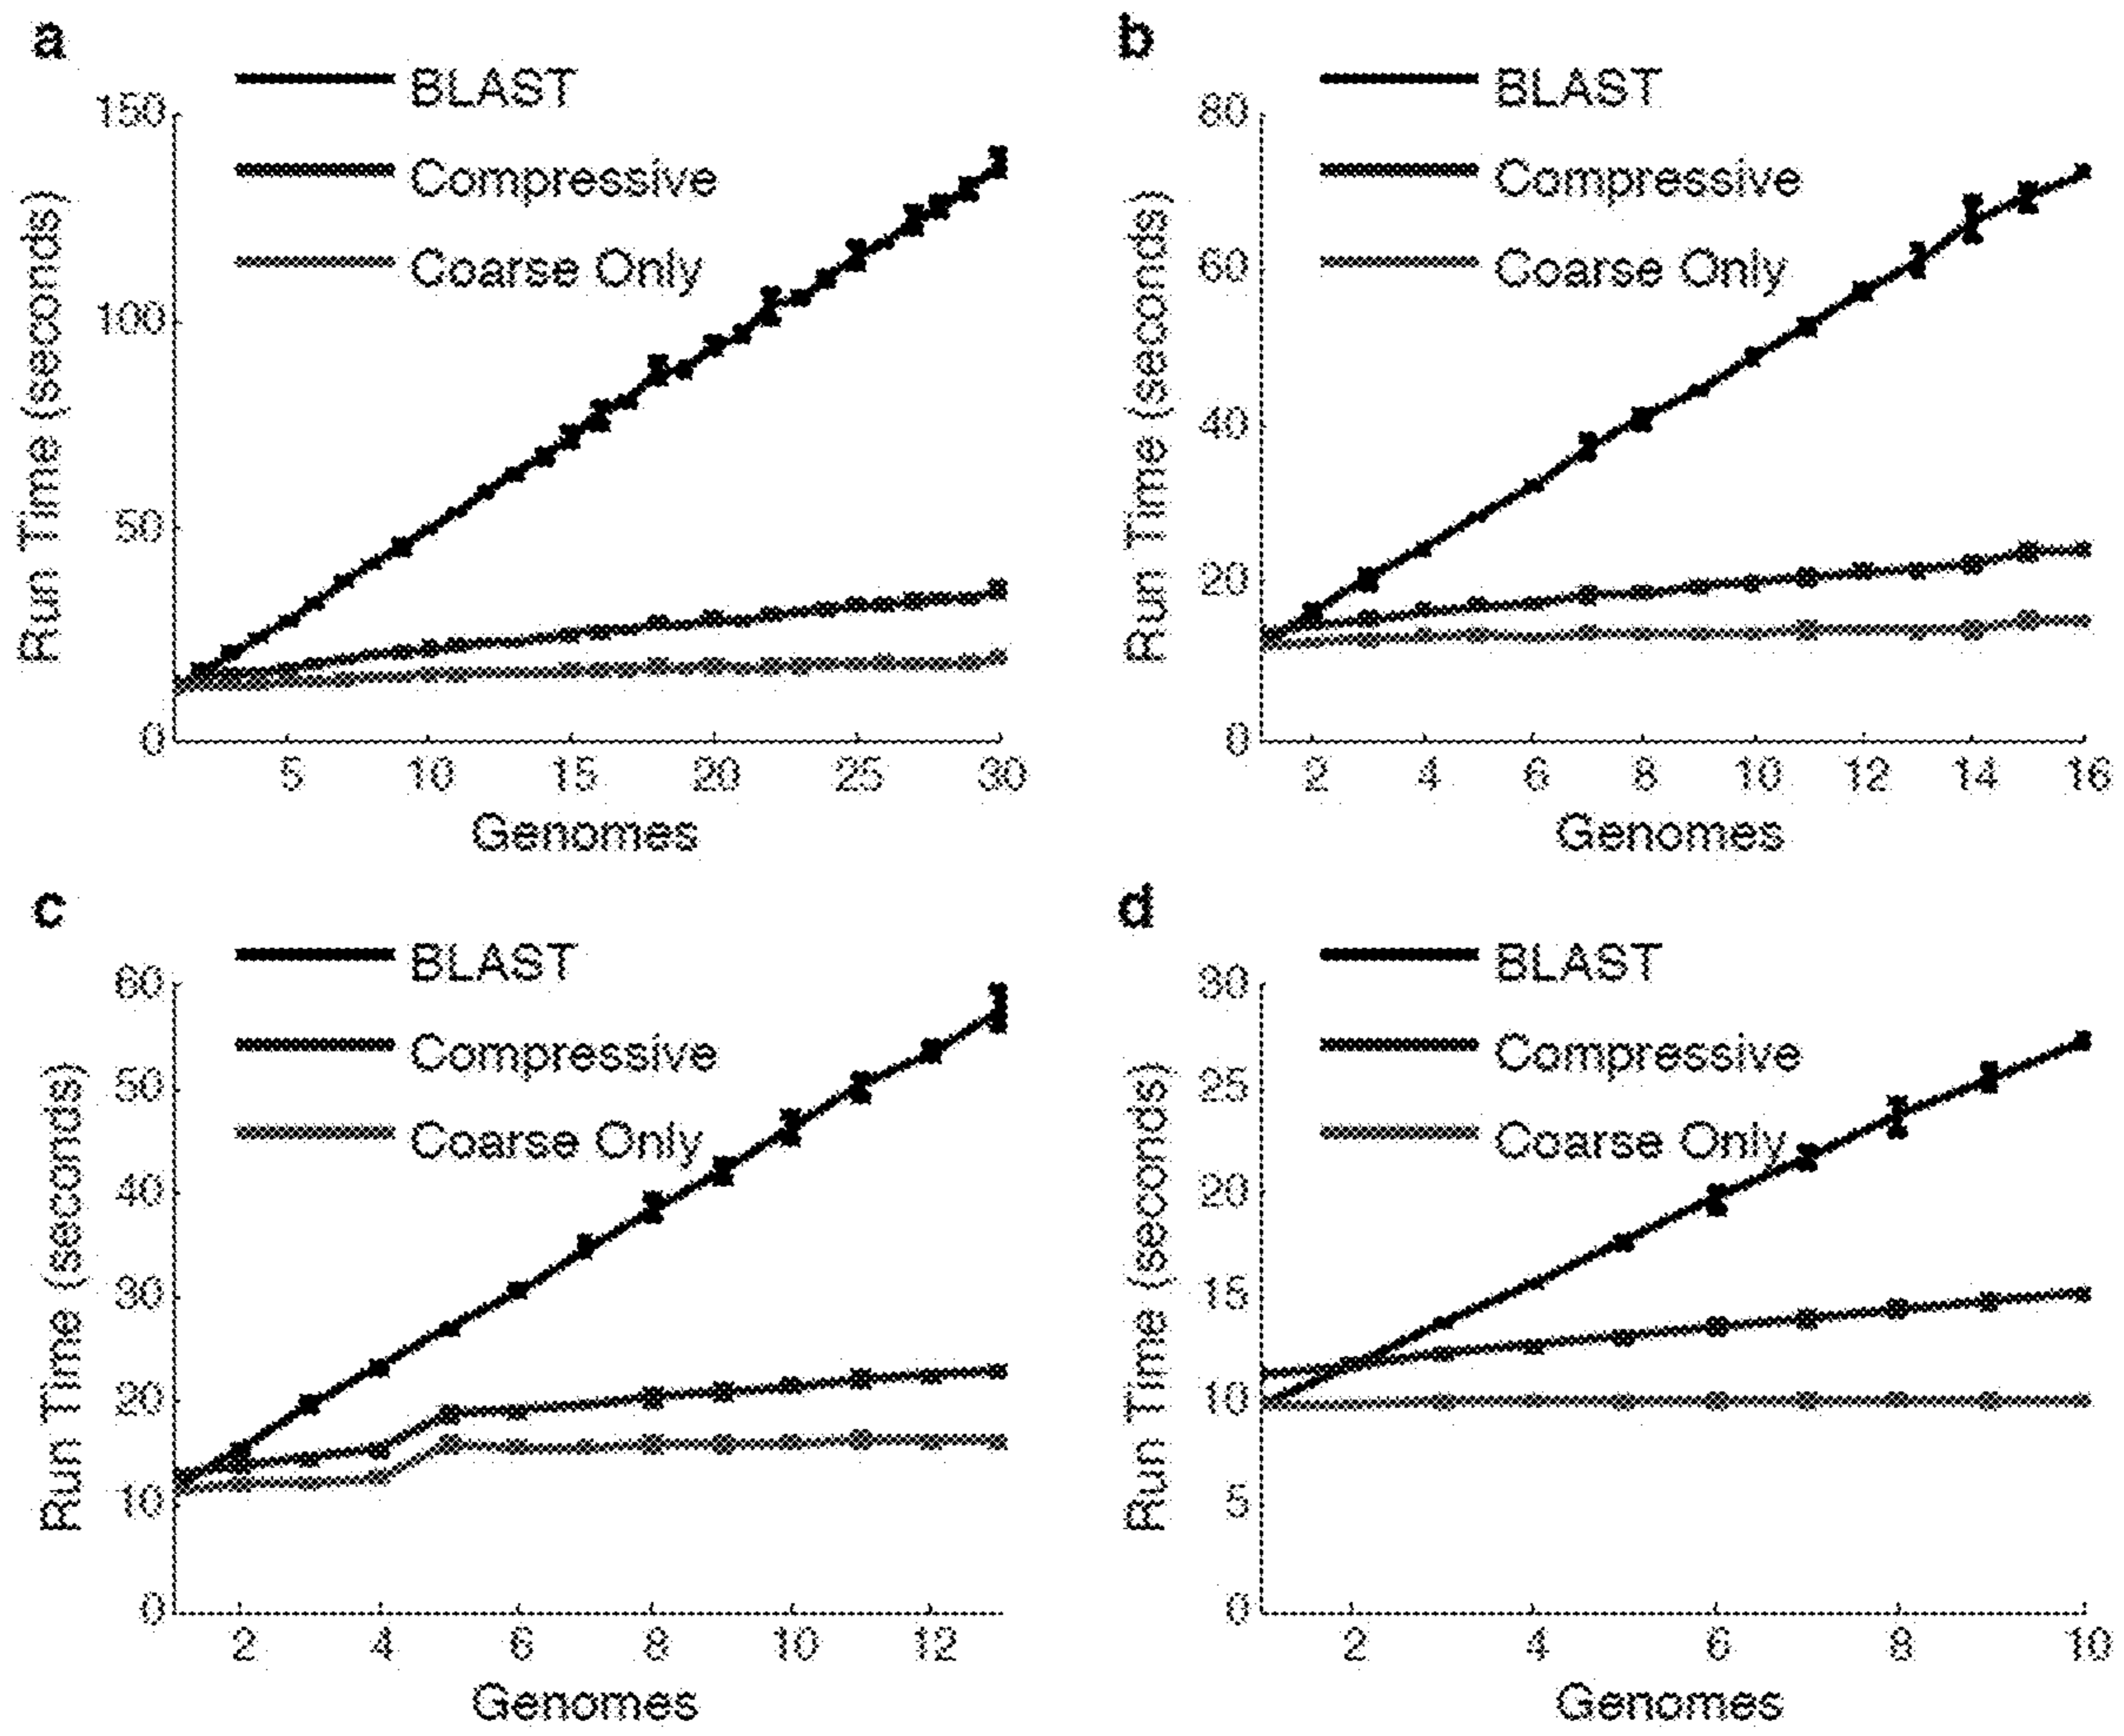 a
BLAST
Compressive
Coarse Only
150
100
50
0
Run Time (seconds)
5 10 15 20 25 30
Genomes
b
BLAST
Compressive
Coarse Only
80
60
40
20
0
Run Time (seconds)
2 4 6 8 10 12 14 16
Genomes
c
BLAST
Compressive
Coarse Only
60
50
40
30
20
10
0
Run Time (seconds)
2 4 6 8 10 12
Genomes
d
BLAST
Compressive
Coarse Only
30
25
20
15
10
5
0
Run Time (seconds)
2 4 6 8 10
Genomes